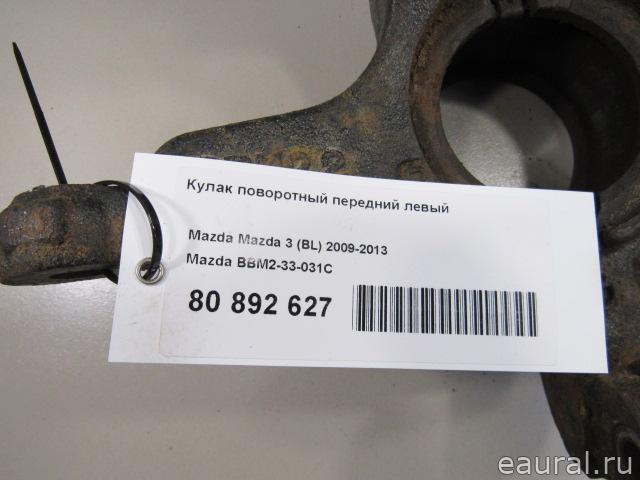 Кулак поворотный передний левый
Mazda Mazda 3 (BL) 2009-2013
Mazda BBM2-33-031C
80 892 627
eaural.ru